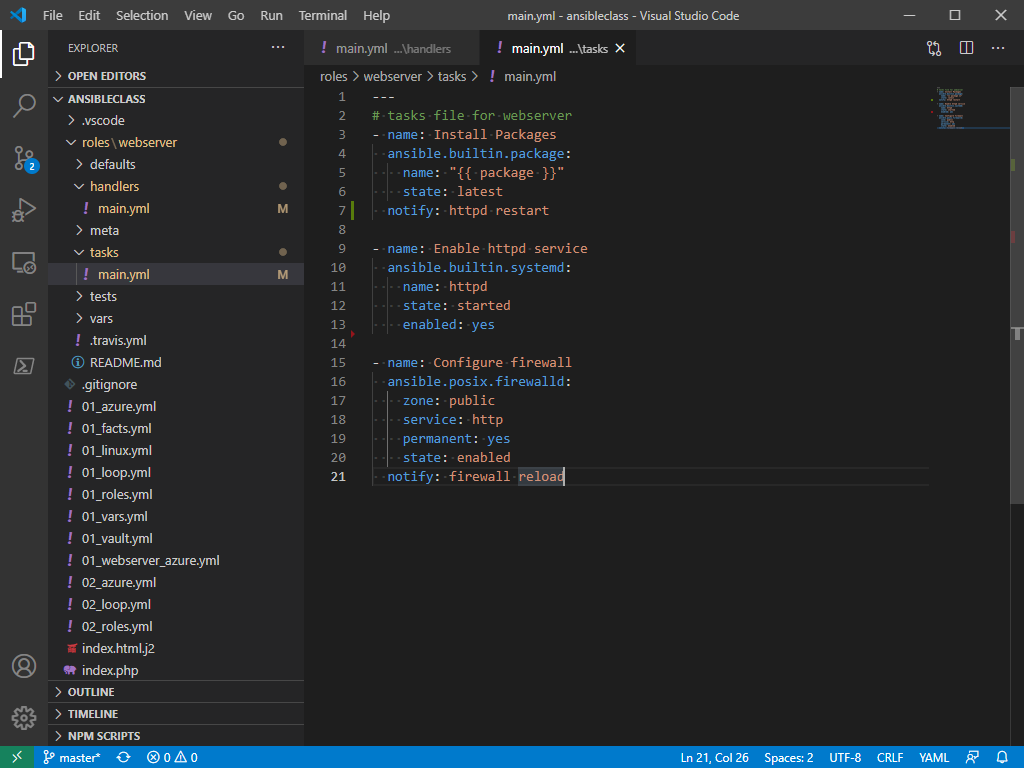 File Edit Selection View Go Run Terminal Help main.yml - ansibleclass - Visual Studio Code
EXPLORER
OPEN EDITORS
ANSIBLECLASS
.vscode
roles\webserver
defaults
handlers
! main.yml M
meta
tasks
! main.yml M
tests
vars
! .travis.yml
README.md
.gitignore
! 01_azure.yml
! 01_facts.yml
! 01_linux.yml
! 01_loop.yml
! 01_roles.yml
! 01_vars.yml
! 01_vault.yml
! 01_webserver_azure.yml
! 02_azure.yml
! 02_loop.yml
! 02_roles.yml
index.html.j2
index.php
OUTLINE
TIMELINE
NPM SCRIPTS
2
! main.yml ...\handlers ! main.yml ...\tasks
roles > webserver > tasks > ! main.yml
1 ---
2 # tasks file for webserver
3 - name: Install Packages
4 ansible.builtin.package:
5 name: "{{ package }}"
6 state: latest
7 notify: httpd restart
8
9 - name: Enable httpd service
10 ansible.builtin.systemd:
11 name: httpd
12 state: started
13 enabled: yes
14
15 - name: Configure firewall
16 ansible.posix.firewalld:
17 zone: public
18 service: http
19 permanent: yes
20 state: enabled
21 notify: firewall reload
master* 0 0 Ln 21, Col 26 Spaces: 2 UTF-8 CRLF YAML